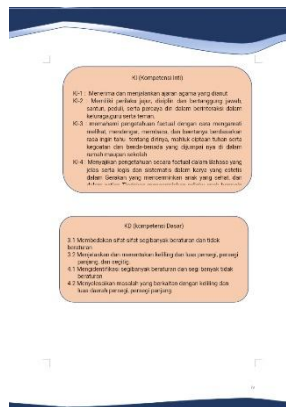 KI (Kompetensi Inti)
KI-1 : Menerima dan menjalankan ajaran agama yang dianut
KI-2 : Memiliki perilaku jujur, disiplin dan bertanggung jawab,
santun, peduli, serta percaya diri dalam berinteraksi dalam
keluarga,guru serta teman.
KI-3 : memahami pengetahuan factual dengan cara mengamati
melihat, mendengar, membaca, dan bertanya berdasarkan
rasa ingin tahu tentang dirinya, makhluk ciptaan tuhan serta
kegiatan dan benda-benda yang dijumpai nya di dalam
rumah maupun sekolah
KI-4 Menyajikan pengetahuan secara factual dalam bahasa yang
jelas serta logis dan sistematis dalam karya yang estetis
dalam Gerakan yang mencerminkan anak yang sehat, dan
KD (kompetensi Dasar)
3.1 Membedakan sifat sifat segibanyak beraturan dan tidak
beraturan
3.2 Menjelaskan dan menentukan keliling dan luas persegi, persegi
panjang, dan segitig
4.1 Mengidentifikasi segibanyak beraturan dan segi banyak tidak
beraturan
4.2 Menyelesaikan masalah yang berkaitan dengan keliling dan
luas daerah persegi, persegi panjang